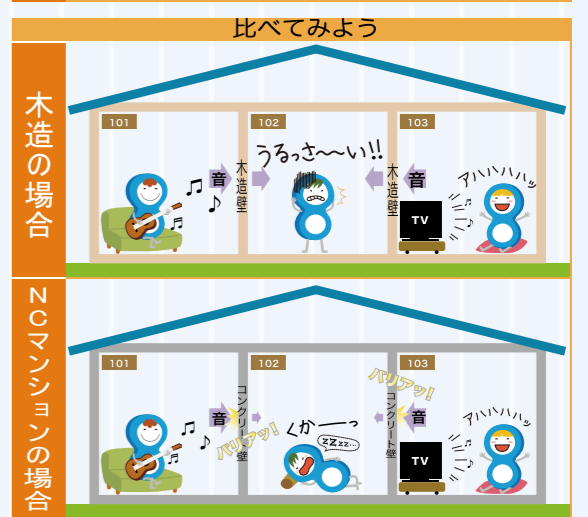 比べてみよう
木造の場合
101
102
103
うるっさ〜〜い!!
音
木造壁
木造壁
音
アハハハハッ
TV
NCマンションの場合
101
102
103
バリアッ!
音
コンクリート壁
バリアッ!
くかーーっ
zzzz...
コンクリート壁
音
アハハハハッ
TV